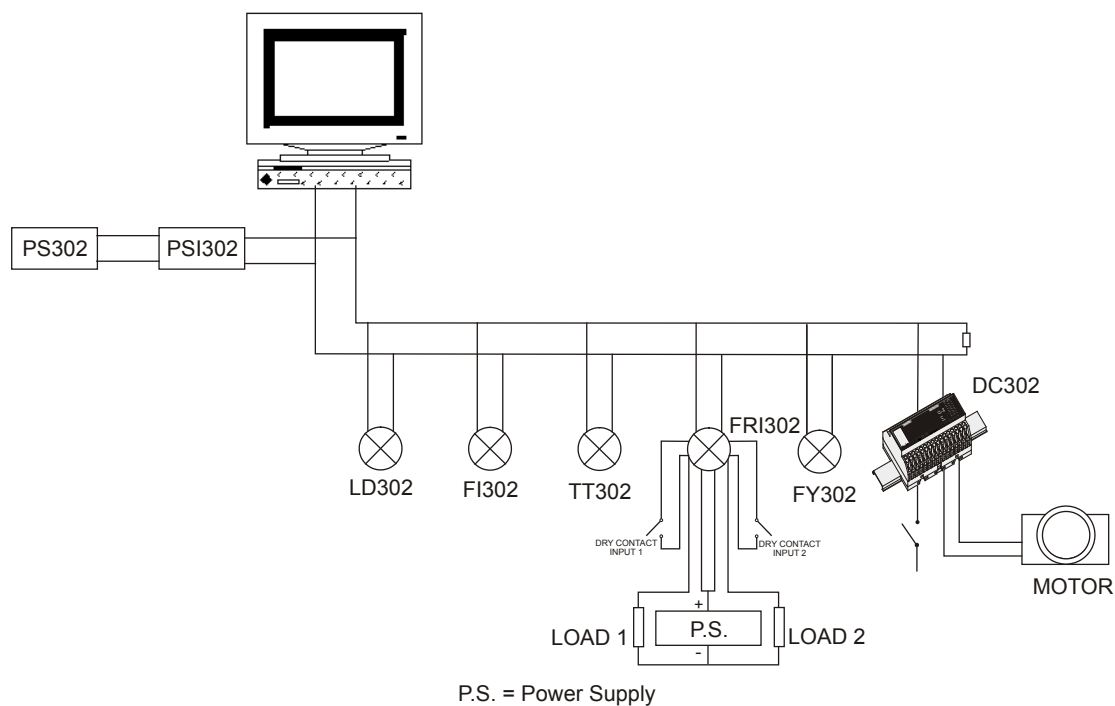 PS302
PSI302
DC302
FRI302
LD302
FI302
TT302
FY302
DRY CONTACT
INPUT 1
DRY CONTACT
INPUT 2
MOTOR
+
LOAD 1
P.S.
LOAD 2
-
P.S. = Power Supply